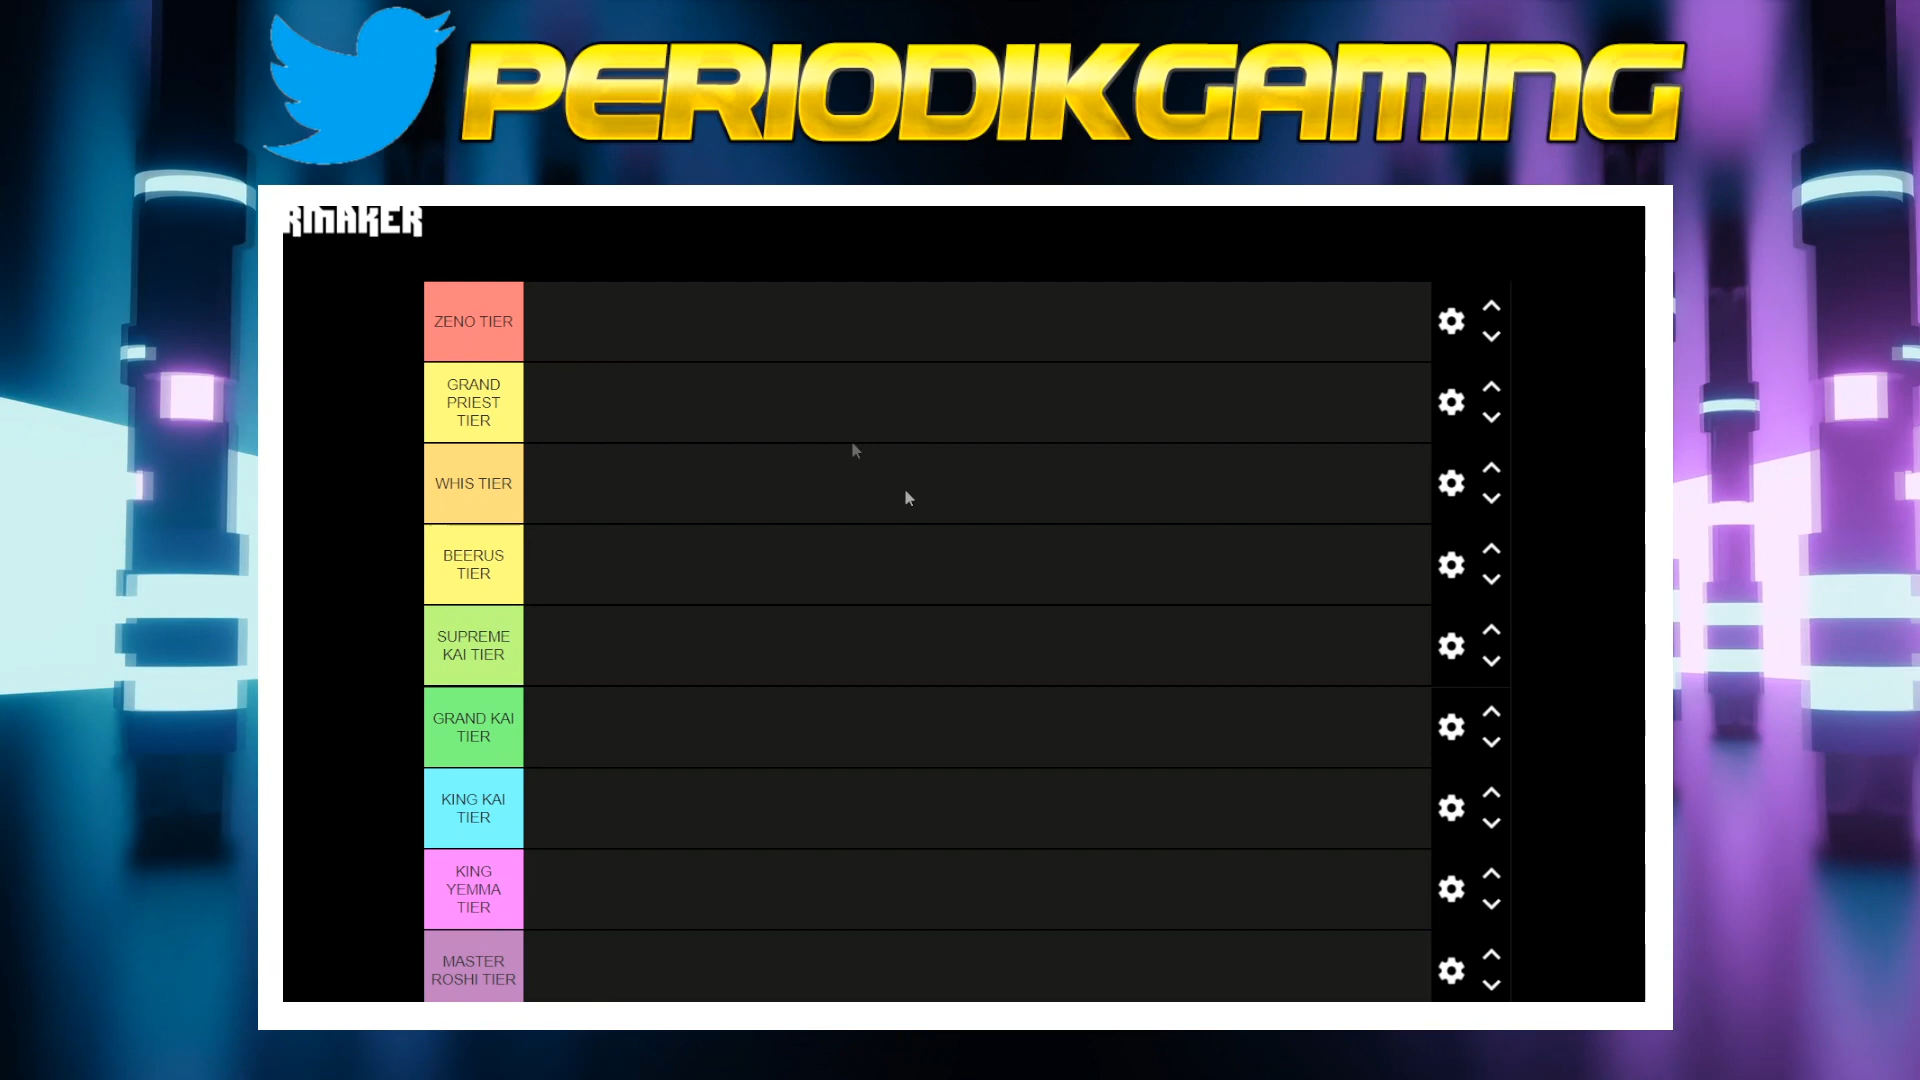 PERIODIKGAMING
RMAKER
ZENO TIER
GRAND
PRIEST
TIER
WHIS TIER
BEERUS
TIER
SUPREME
KAI TIER
GRAND KAI
TIER
KING KAI
TIER
KING
YEMMA
TIER
MASTER
ROSHI TIER